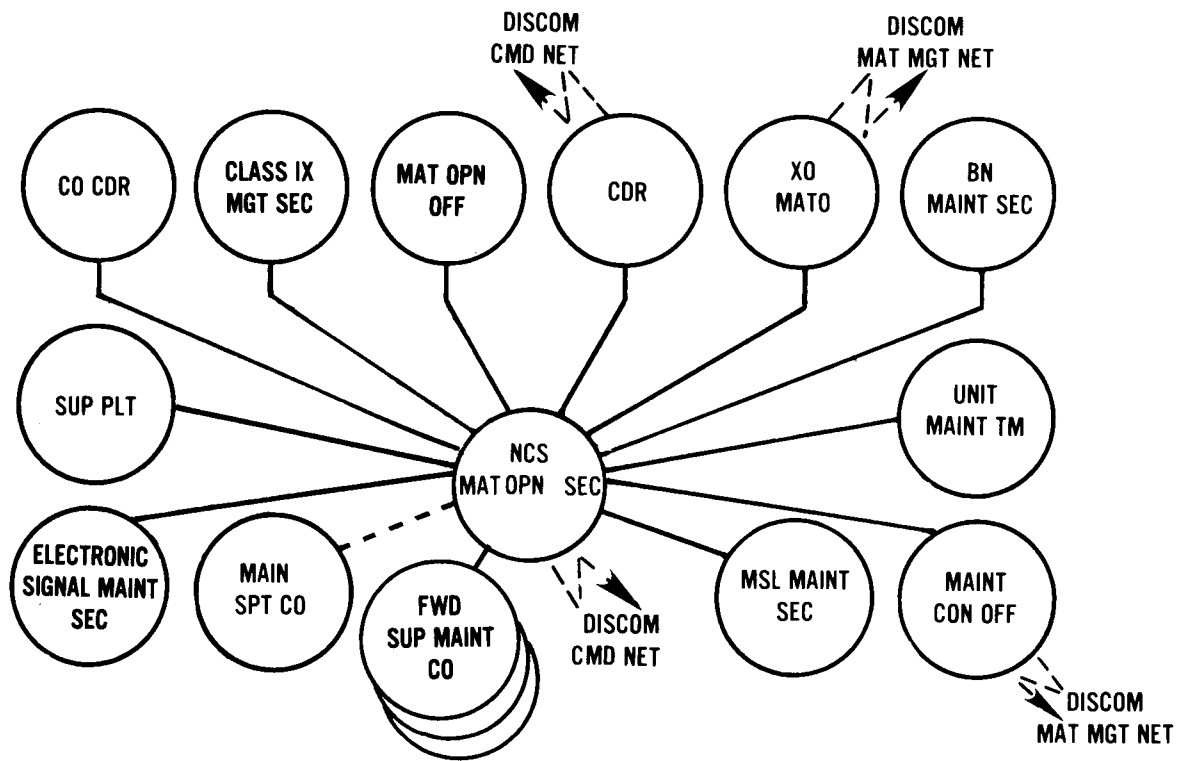 DISCOM
CMD NET
DISCOM
MAT MGT NET
CO CDR
CLASS IX
MGT SEC
MAT OPN
OFF
CDR
XO
MATO
BN
MAINT SEC
SUP PLT
UNIT
MAINT TM
NCS
MAT OPN SEC
ELECTRONIC
SIGNAL MAINT
SEC
MAIN
SPT CO
FWD
SUP MAINT
CO
DISCOM
CMD NET
MSL MAINT
SEC
MAINT
CON OFF
DISCOM
MAT MGT NET